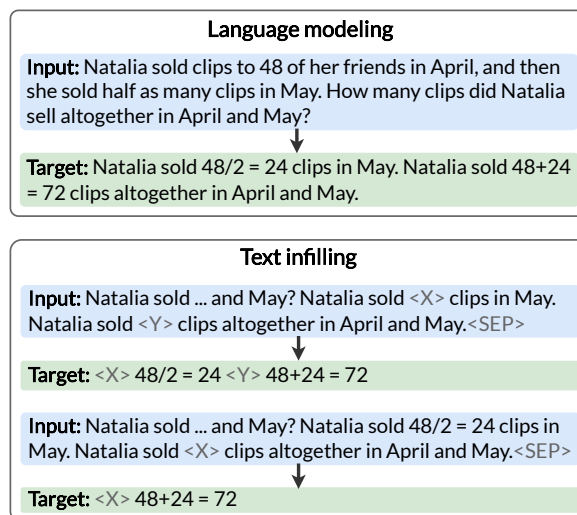 Language modeling
Input: Natalia sold clips to 48 of her friends in April, and then
she sold half as many clips in May. How many clips did Natalia
sell altogether in April and May?
Target: Natalia sold 48/2 = 24 clips in May. Natalia sold 48+24
= 72 clips altogether in April and May.
Text infilling
Input: Natalia sold ... and May? Natalia sold <X> clips in May.
Natalia sold <Y> clips altogether in April and May.<SEP>
Target: <X> 48/2 = 24 <Y> 48+24 = 72
Input: Natalia sold ... and May? Natalia sold 48/2 = 24 clips in
May. Natalia sold <X> clips altogether in April and May.<SEP>
Target: <X> 48+24 = 72